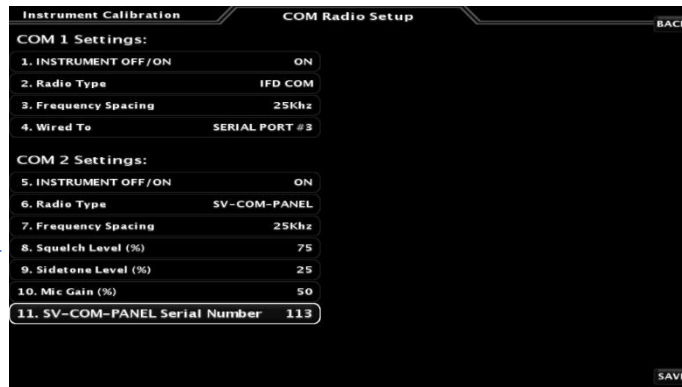 Instrument Calibration COM Radio Setup
BACK
COM 1 Settings:
1. INSTRUMENT OFF/ON ON
2. Radio Type IFD COM
3. Frequency Spacing 25Khz
4. Wired To SERIAL PORT #3
COM 2 Settings:
5. INSTRUMENT OFF/ON ON
6. Radio Type SV-COM-PANEL
7. Frequency Spacing 25Khz
8. Squelch Level (%) 75
9. Sidetone Level (%) 25
10. Mic Gain (%) 50
11. SV-COM-PANEL Serial Number 113
SAVE